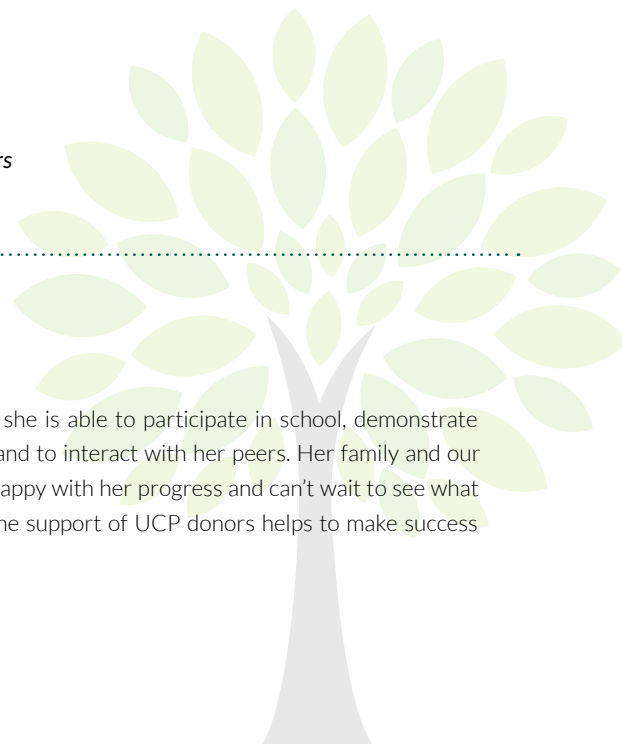 rs
she is able to participate in school, demonstrate
and to interact with her peers. Her family and our
appy with her progress and can’t wait to see what
he support of UCP donors helps to make success